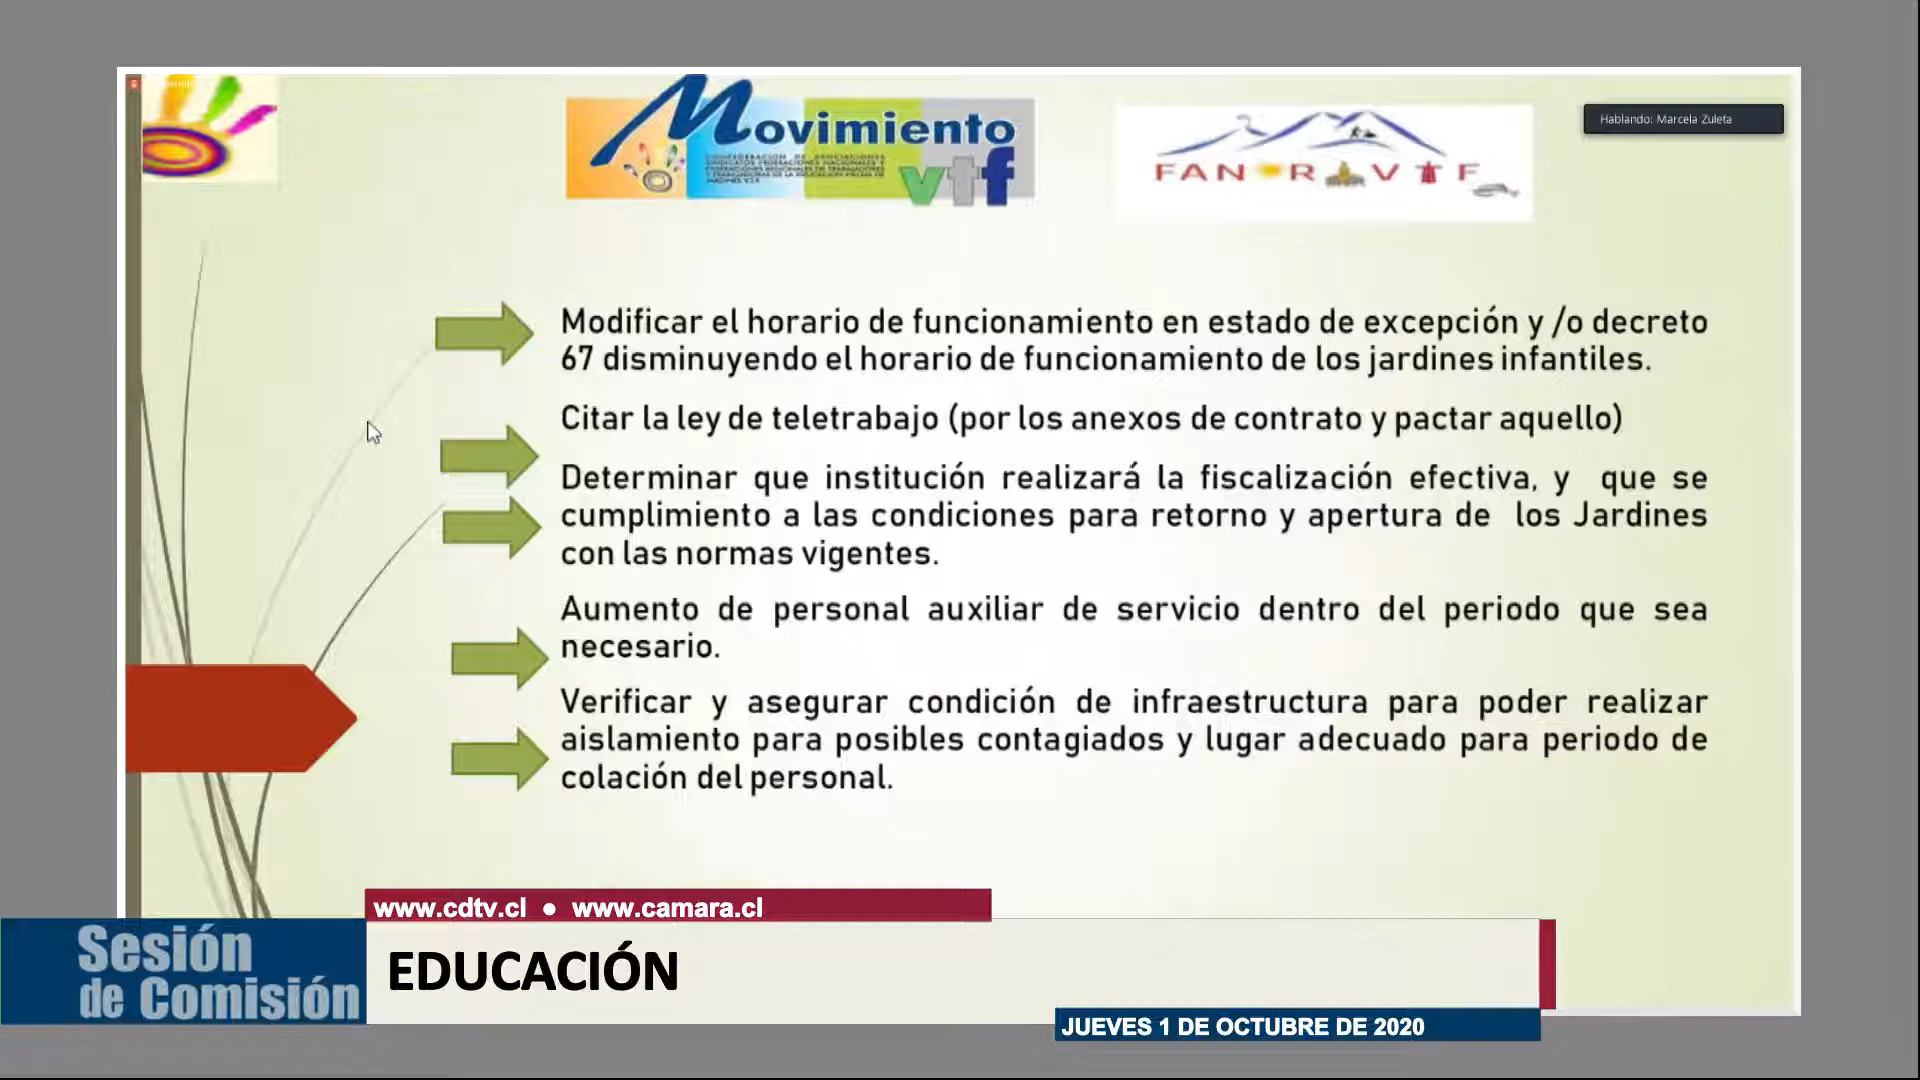 Movimiento
vtf
FANORAVTF
Hablando: Marcela Zuleta
Modificar el horario de funcionamiento en estado de excepción y /o decreto
67 disminuyendo el horario de funcionamiento de los jardines infantiles.
Citar la ley de teletrabajo (por los anexos de contrato y pactar aquello)
Determinar que institución realizará la fiscalización efectiva, y que se
cumplimiento a las condiciones para retorno y apertura de los Jardines
con las normas vigentes.
Aumento de personal auxiliar de servicio dentro del periodo que sea
necesario.
Verificar y asegurar condición de infraestructura para poder realizar
aislamiento para posibles contagiados y lugar adecuado para periodo de
colación del personal.
www.cdtv.cl ● www.camara.cl
Sesión
de Comisión
EDUCACIÓN
JUEVES 1 DE OCTUBRE DE 2020